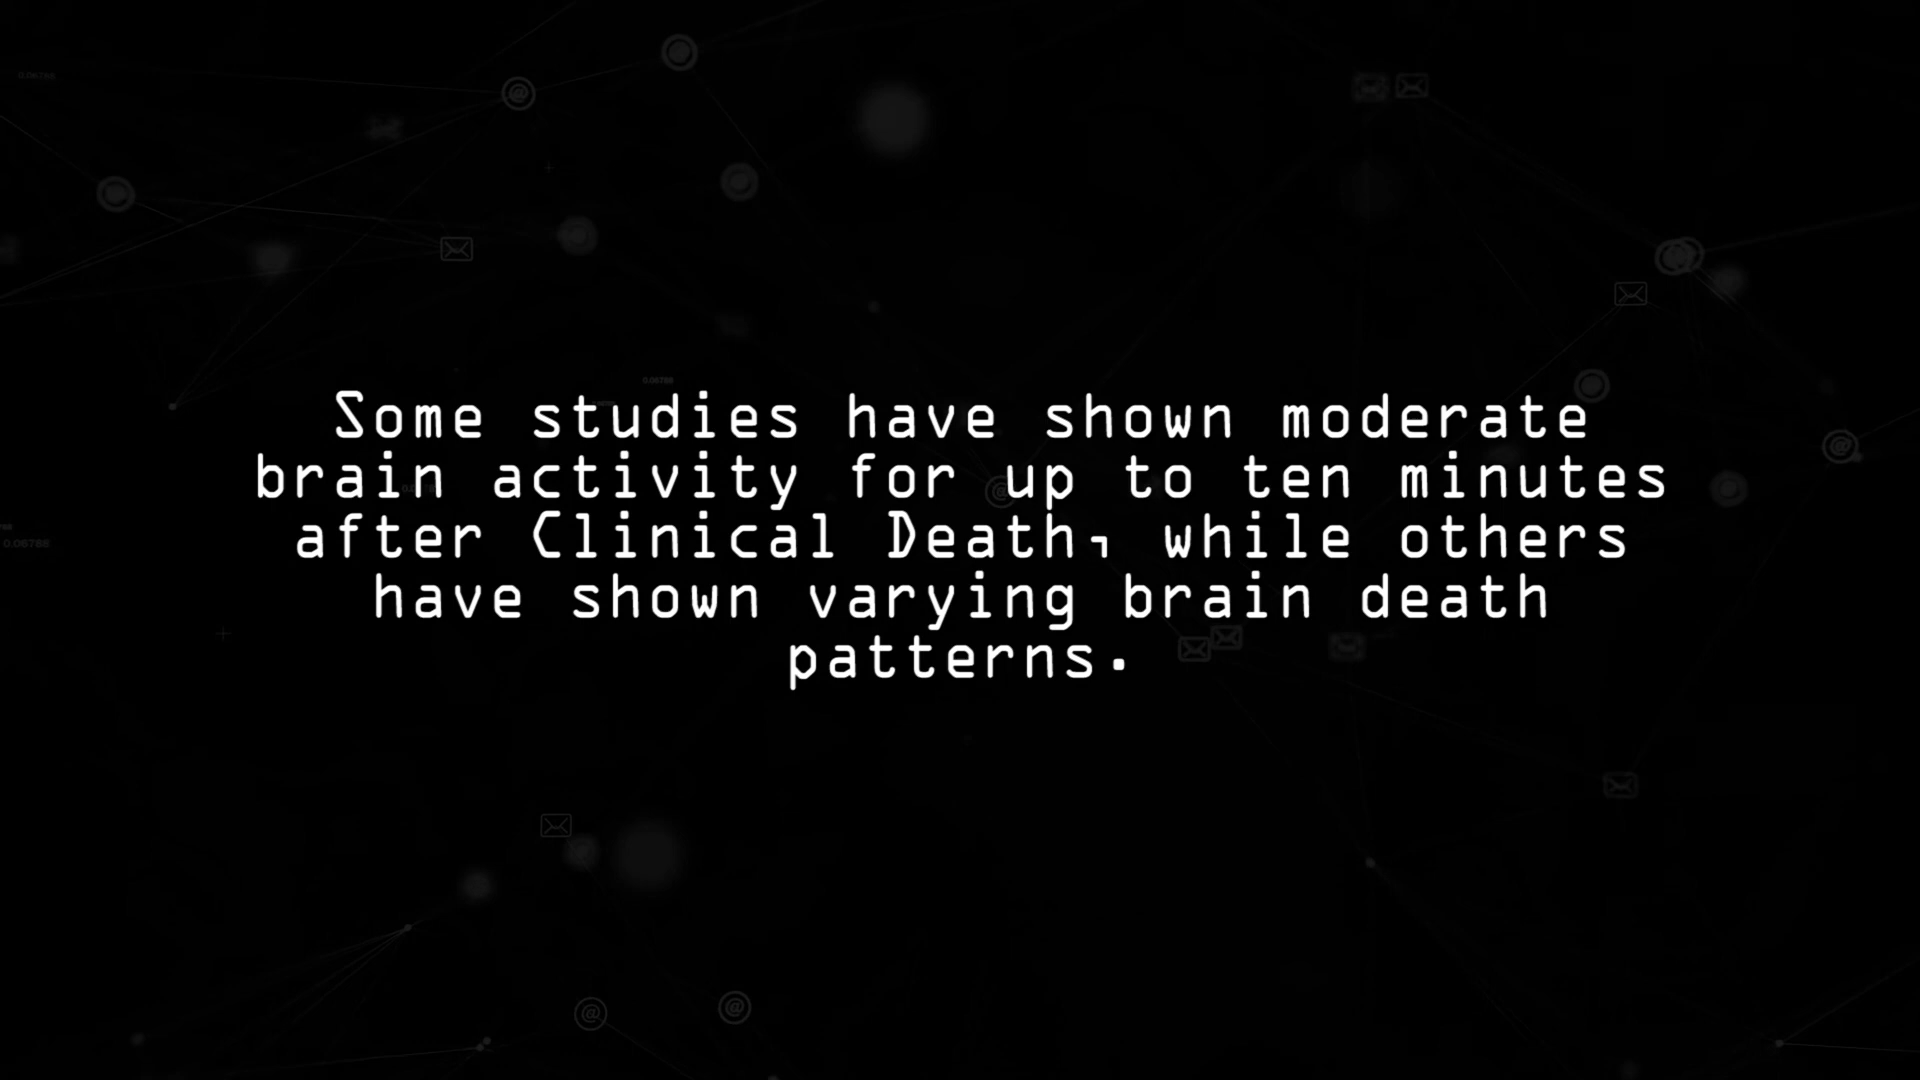 Some studies have shown moderate
brain activity for up to ten minutes
after Clinical Death, while others
have shown varying brain death
patterns.